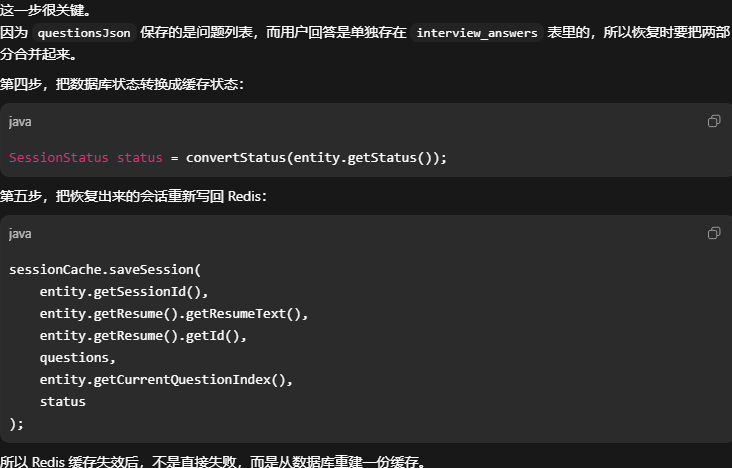 这一步很关键。
因为 questionsJson 保存的是问题列表，而用户回答是单独存在 interview_answers 表里的，所以恢复时要把两部
分合并起来。
第四步，把数据库状态转换成缓存状态：
java
SessionStatus status = convertStatus(entity.getStatus());
第五步，把恢复出来的会话重新写回 Redis：
java
sessionCache.saveSession(
    entity.getSessionId(),
    entity.getResume().getResumeText(),
    entity.getResume().getId(),
    questions,
    entity.getCurrentQuestionIndex(),
    status
);
所以 Redis 缓存失效后，不是直接失败，而是从数据库重建一份缓存。